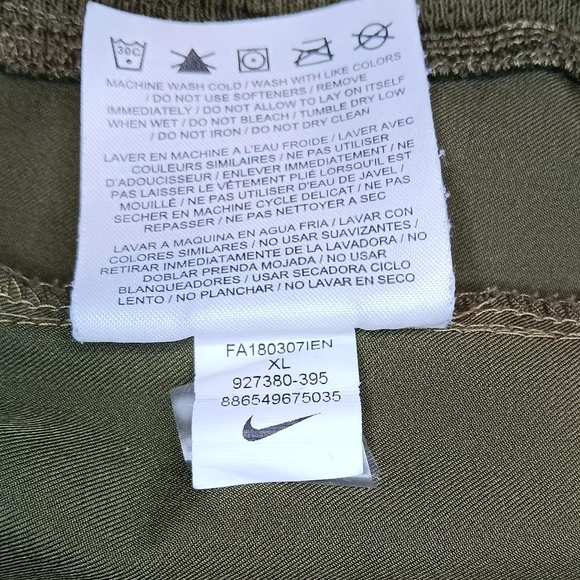 30C
MACHINE WASH COLD / WASH WITH LIKE COLORS
/ DO NOT USE SOFTENERS / REMOVE
IMMEDIATELY / DO NOT ALLOW TO LAY ON ITSELF
WHEN WET / DO NOT BLEACH / TUMBLE DRY LOW
/ DO NOT IRON / DO NOT DRY CLEAN
LAVER EN MACHINE A L'EAU FROIDE / LAVER AVEC
COULEURS SIMILAIRES / NE PAS UTILISER
D'ADOUCISSEUR / ENLEVER IMMEDIATEMENT / NE
PAS LAISSER LE VÊTEMENT PLIÉ LORSQU'IL EST
MOUILLÉ / NE PAS UTILISER D'EAU DE JAVEL /
SECHER EN MACHINE CYCLE DELICAT / NE PAS
REPASSER / NE PAS NETTOYER A SEC
LAVAR A MAQUINA EN AGUA FRIA / LAVAR CON
COLORES SIMILARES / NO USAR SUAVIZANTES /
RETIRAR INMEDIATAMENTE DE LA LAVADORA / NO
DOBLAR PRENDA MOJADA / NO USAR
BLANQUEADORES / USAR SECADORA CICLO
LENTO / NO PLANCHAR / NO LAVAR EN SECO
FA180307IEN
XL
927380-395
886549675035